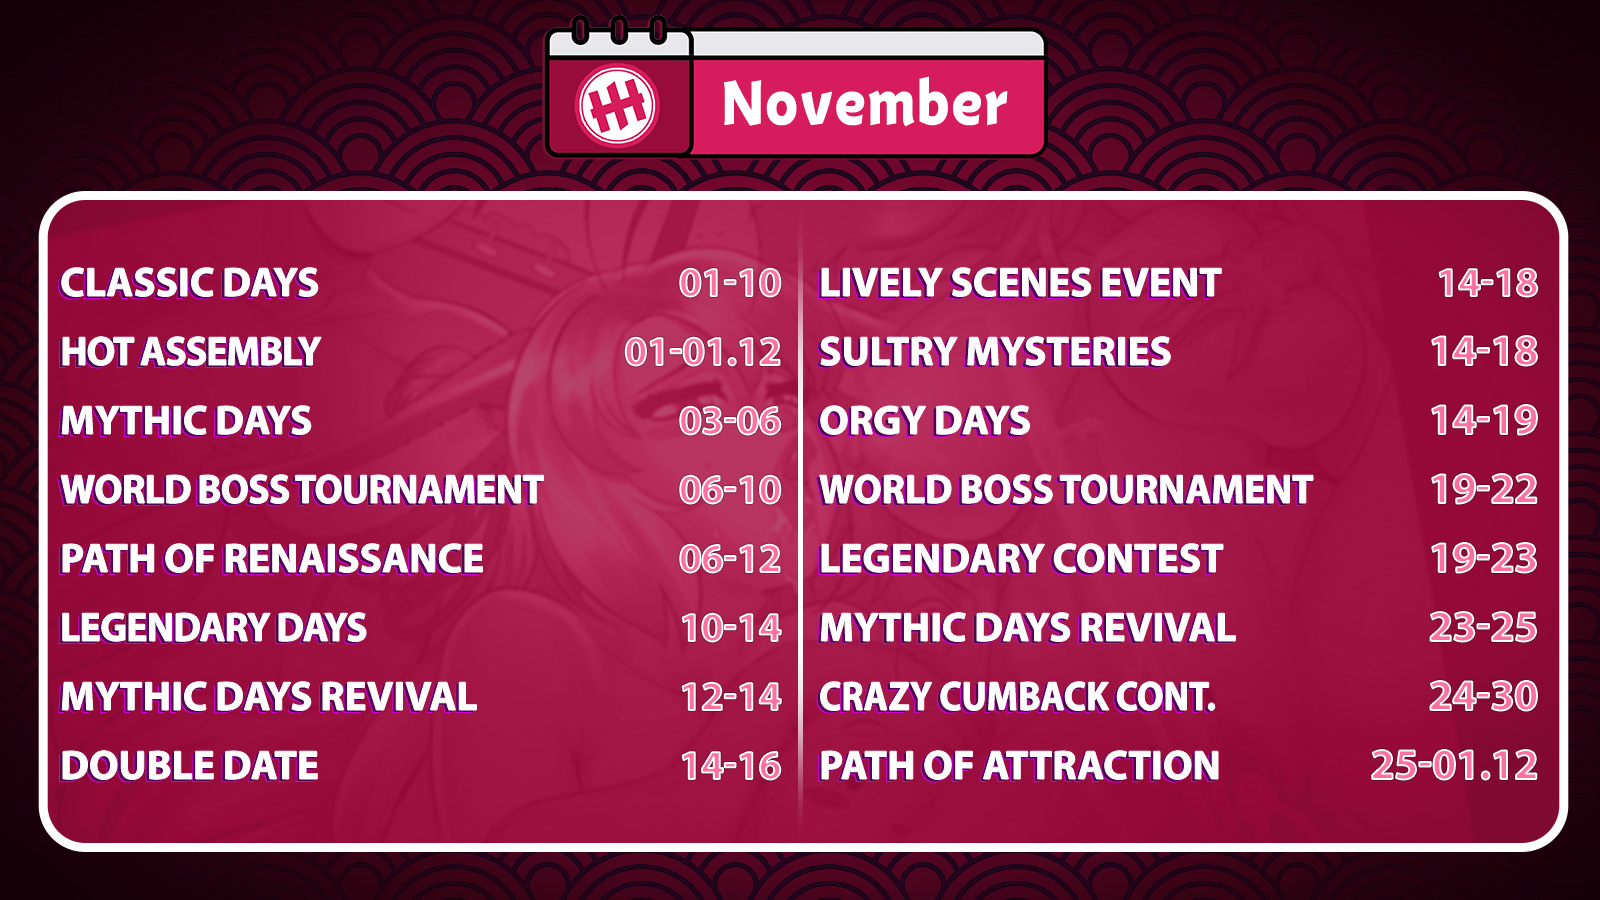 November
CLASSIC DAYS 01-10
HOT ASSEMBLY 01-01.12
MYTHIC DAYS 03-06
WORLD BOSS TOURNAMENT 06-10
PATH OF RENAISSANCE 06-12
LEGENDARY DAYS 10-14
MYTHIC DAYS REVIVAL 12-14
DOUBLE DATE 14-16
LIVELY SCENES EVENT 14-18
SULTRY MYSTERIES 14-18
ORGY DAYS 14-19
WORLD BOSS TOURNAMENT 19-22
LEGENDARY CONTEST 19-23
MYTHIC DAYS REVIVAL 23-25
CRAZY CUMBACK CONT. 24-30
PATH OF ATTRACTION 25-01.12